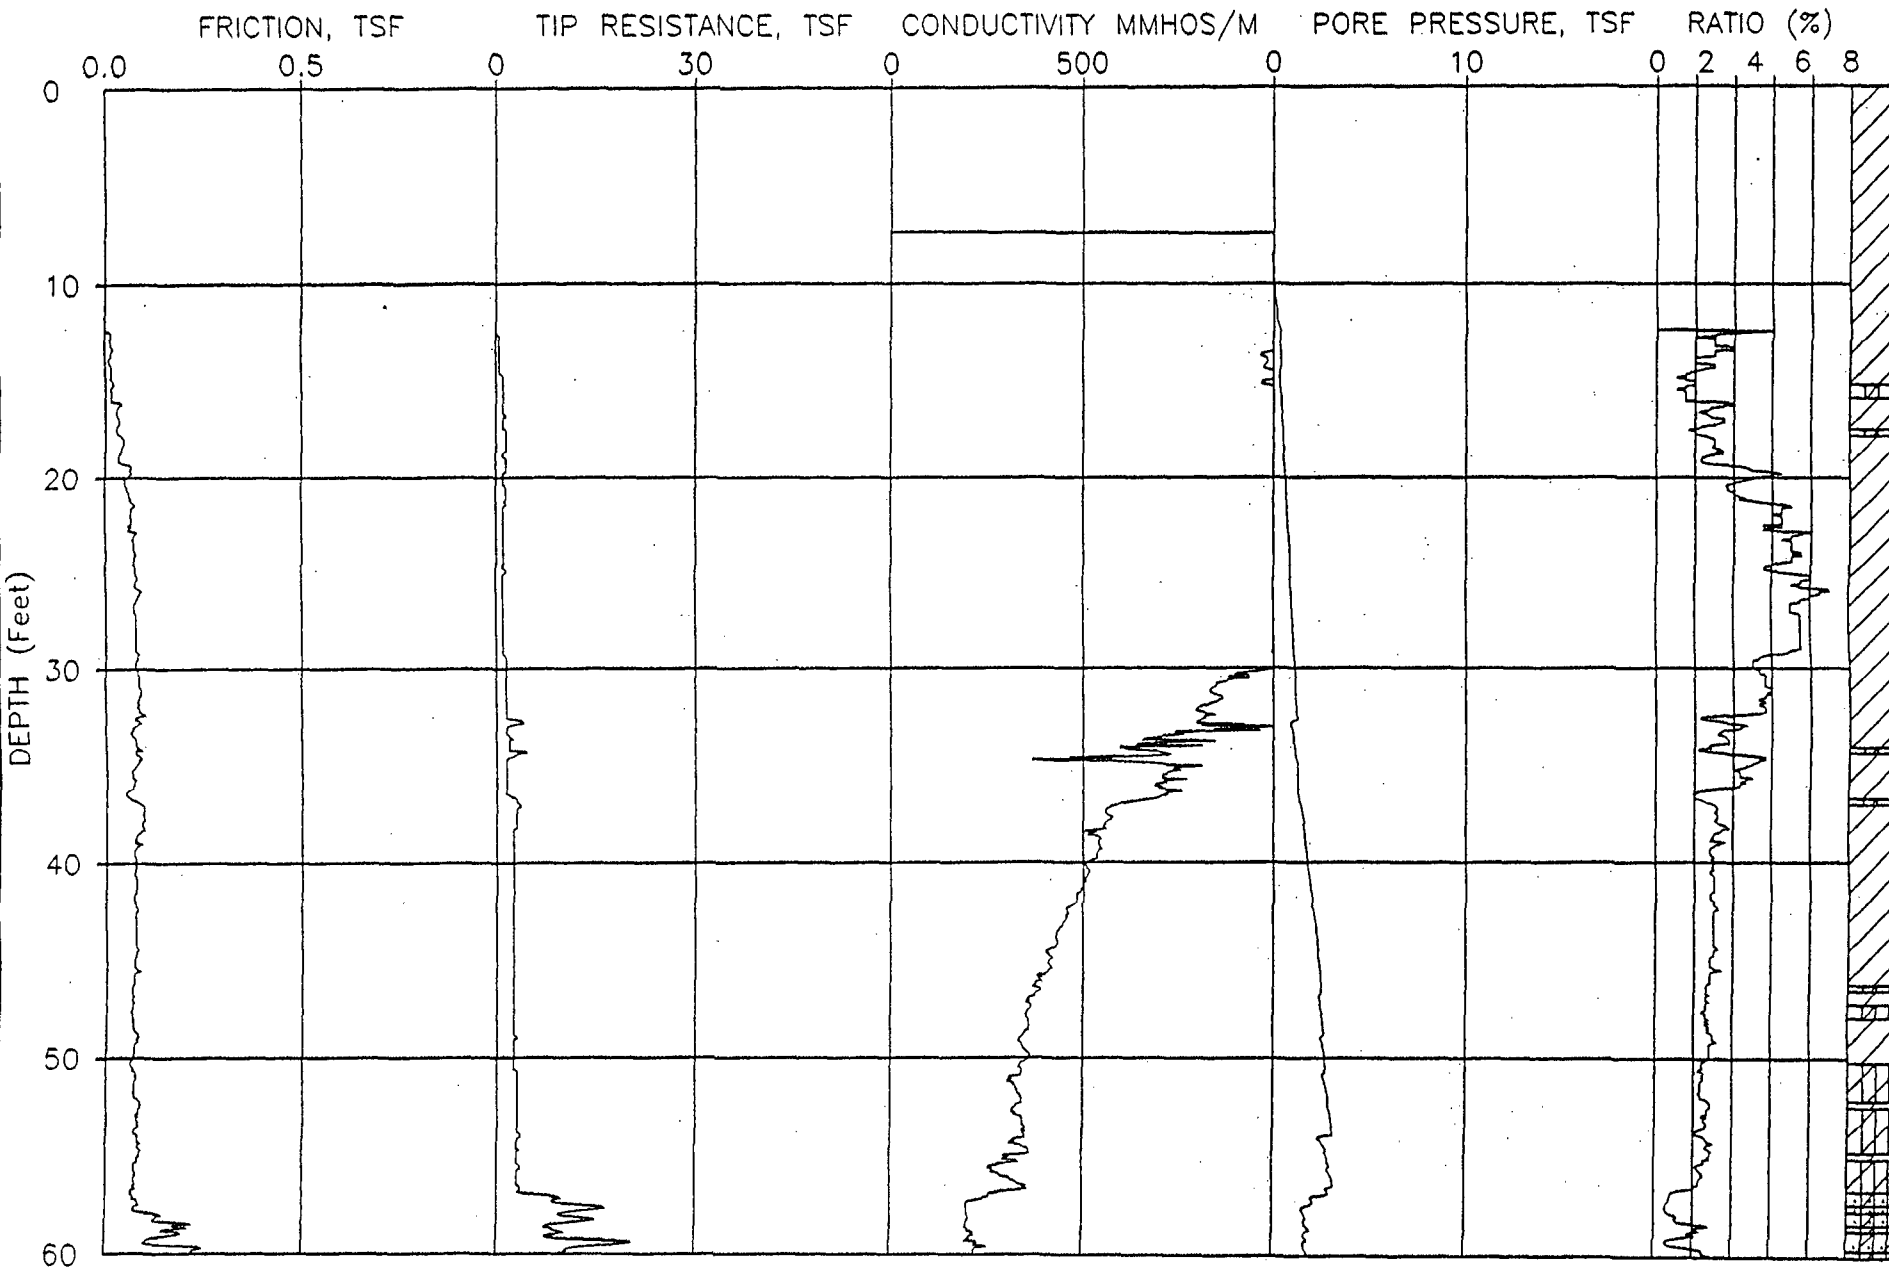 FRICTION, TSF TIP RESISTANCE, TSF CONDUCTIVITY MMHOS/M PORE PRESSURE, TSF RATIO (%)
0.0 0.5 0 30 0 500 0 10 0 2 4 6 8
0
10
20
DEPTH (Feet)
30
40
50
60